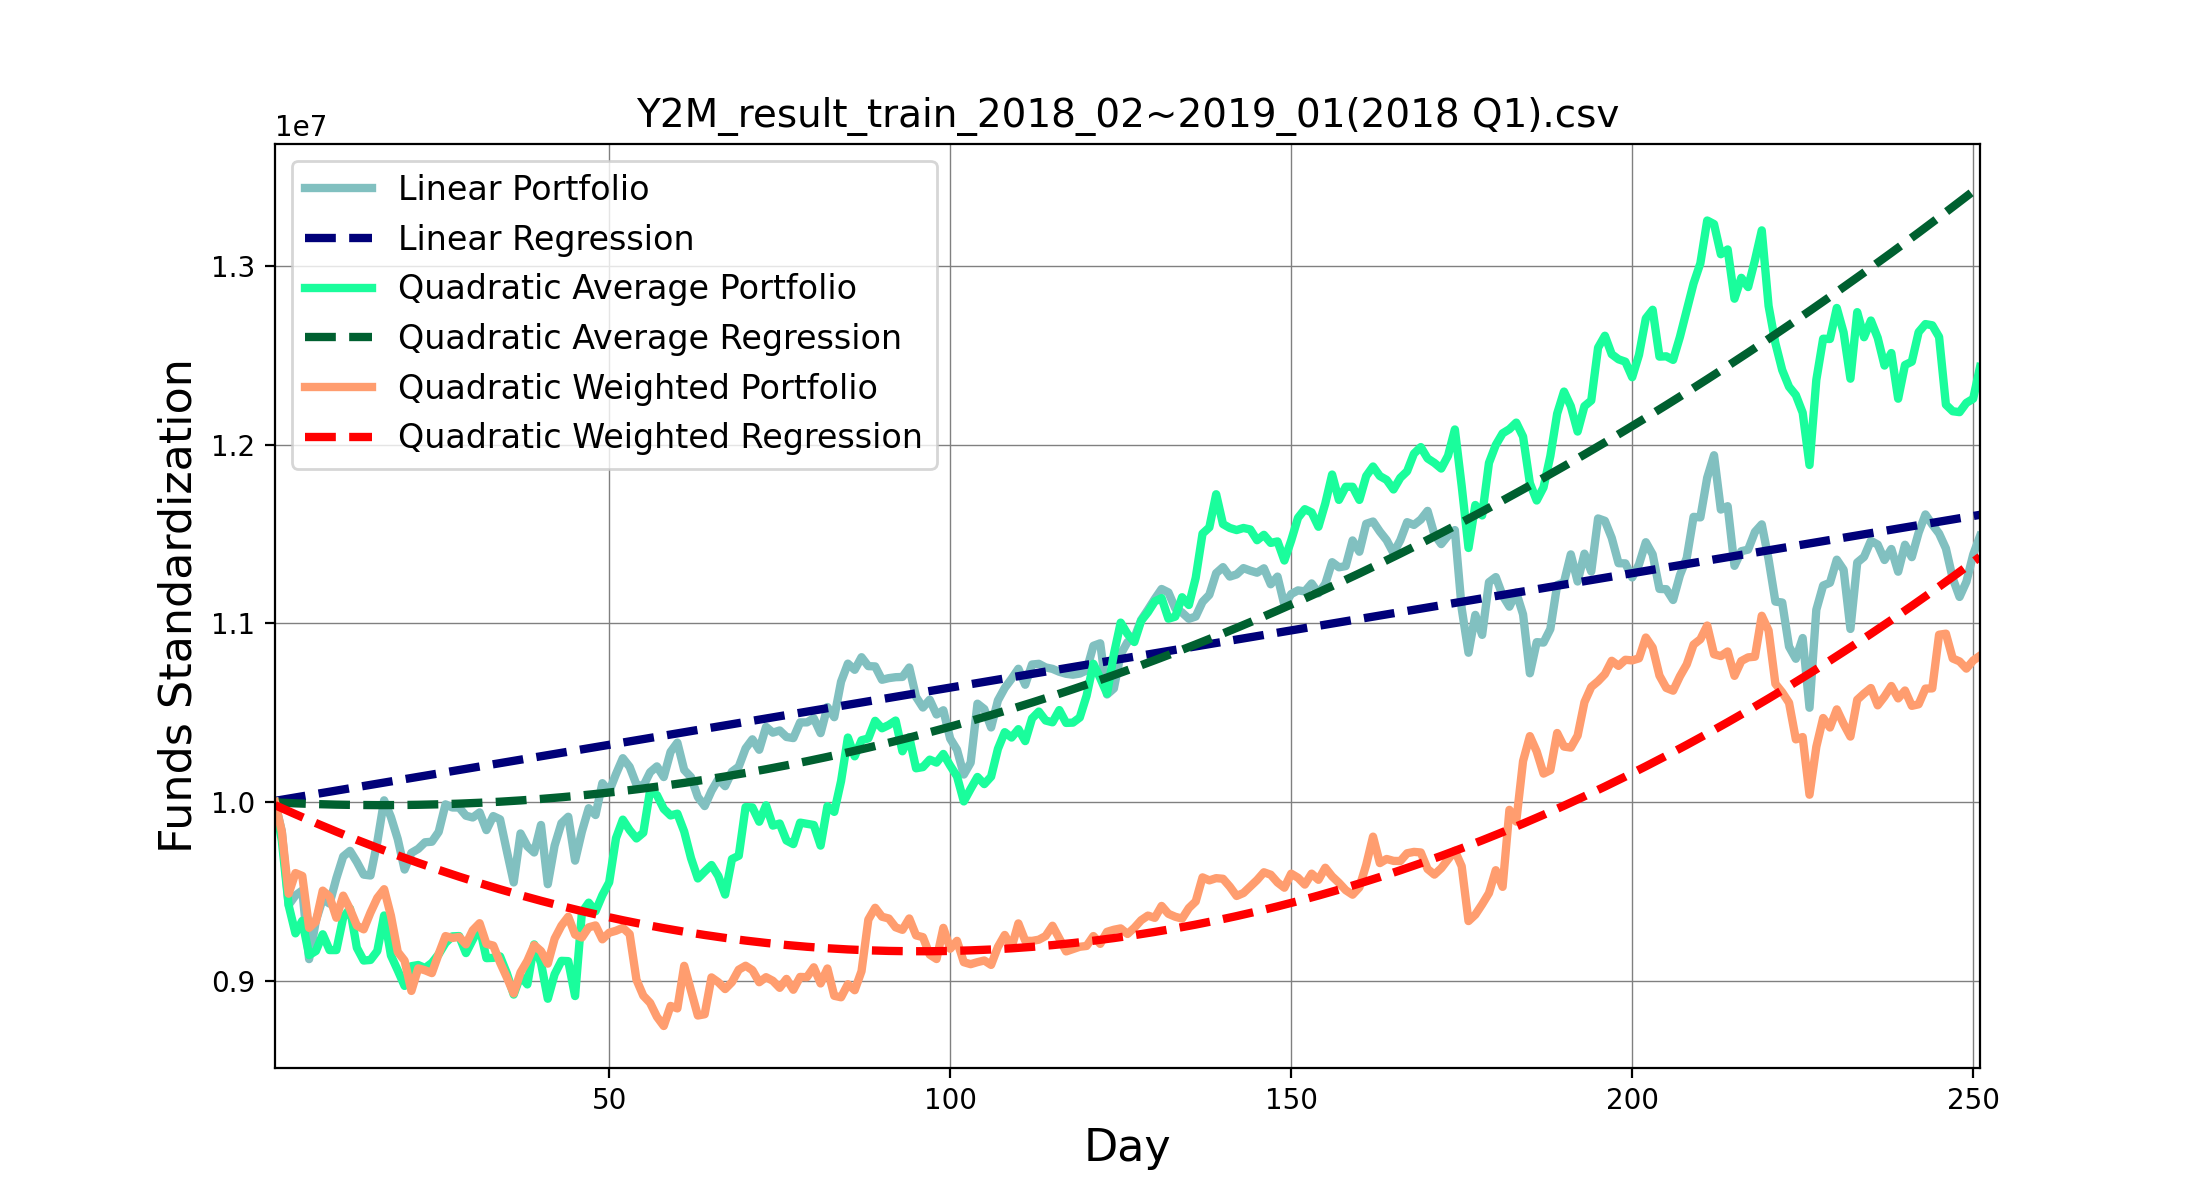 Y2M_result_train_2018_02~2019_01(2018 Q1).csv
1e7
Linear Portfolio
Linear Regression
Quadratic Average Portfolio
Quadratic Average Regression
Quadratic Weighted Portfolio
Quadratic Weighted Regression
1.3
1.2
1.1
1.0
0.9
Funds Standardization
50 100 150 200 250
Day